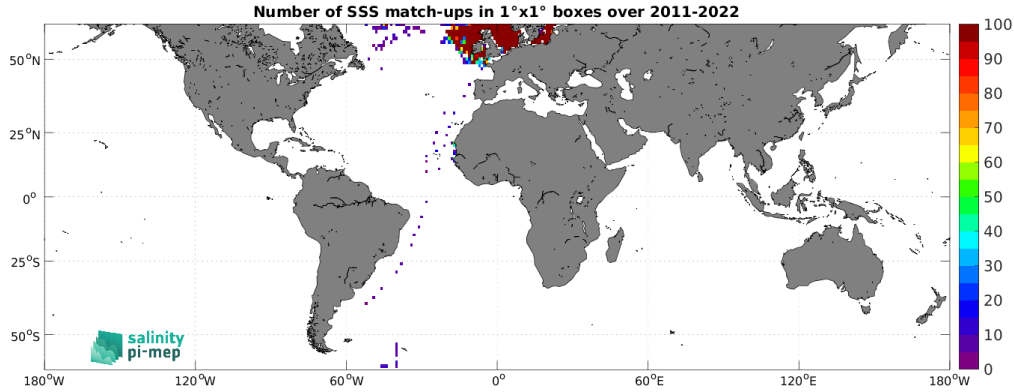 Number of SSS match-ups in 1°x1° boxes over 2011-2022
50°N
25°N
0°
25°S
50°S
180°W
120°W
60°W
0°
60°E
120°E
180°W
100
90
80
70
60
50
40
30
20
10
0
salinity
pi-mep